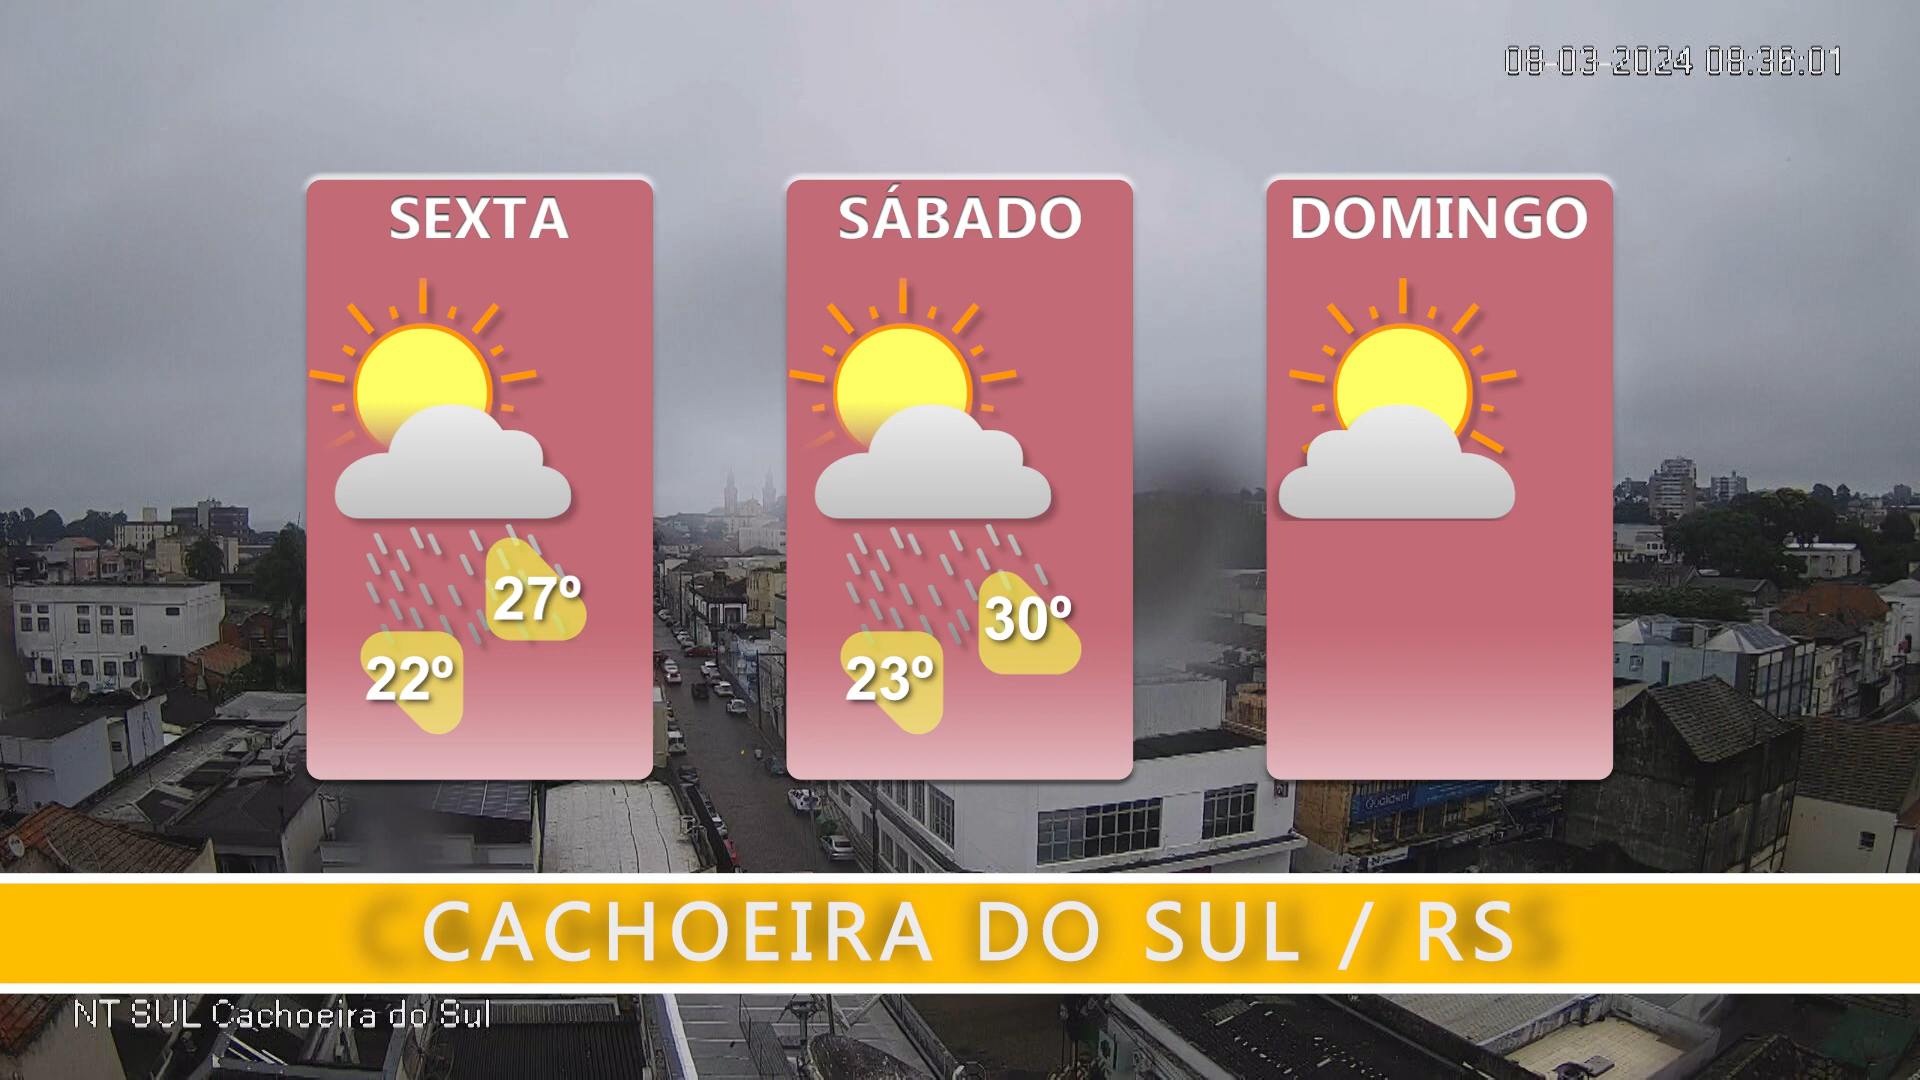 08-03-2024 08:36:01
SEXTA
SÁBADO
DOMINGO
27º
22º
30º
23º
Qualident
CACHOEIRA DO SUL / RS
NT SUL Cachoeira do Sul